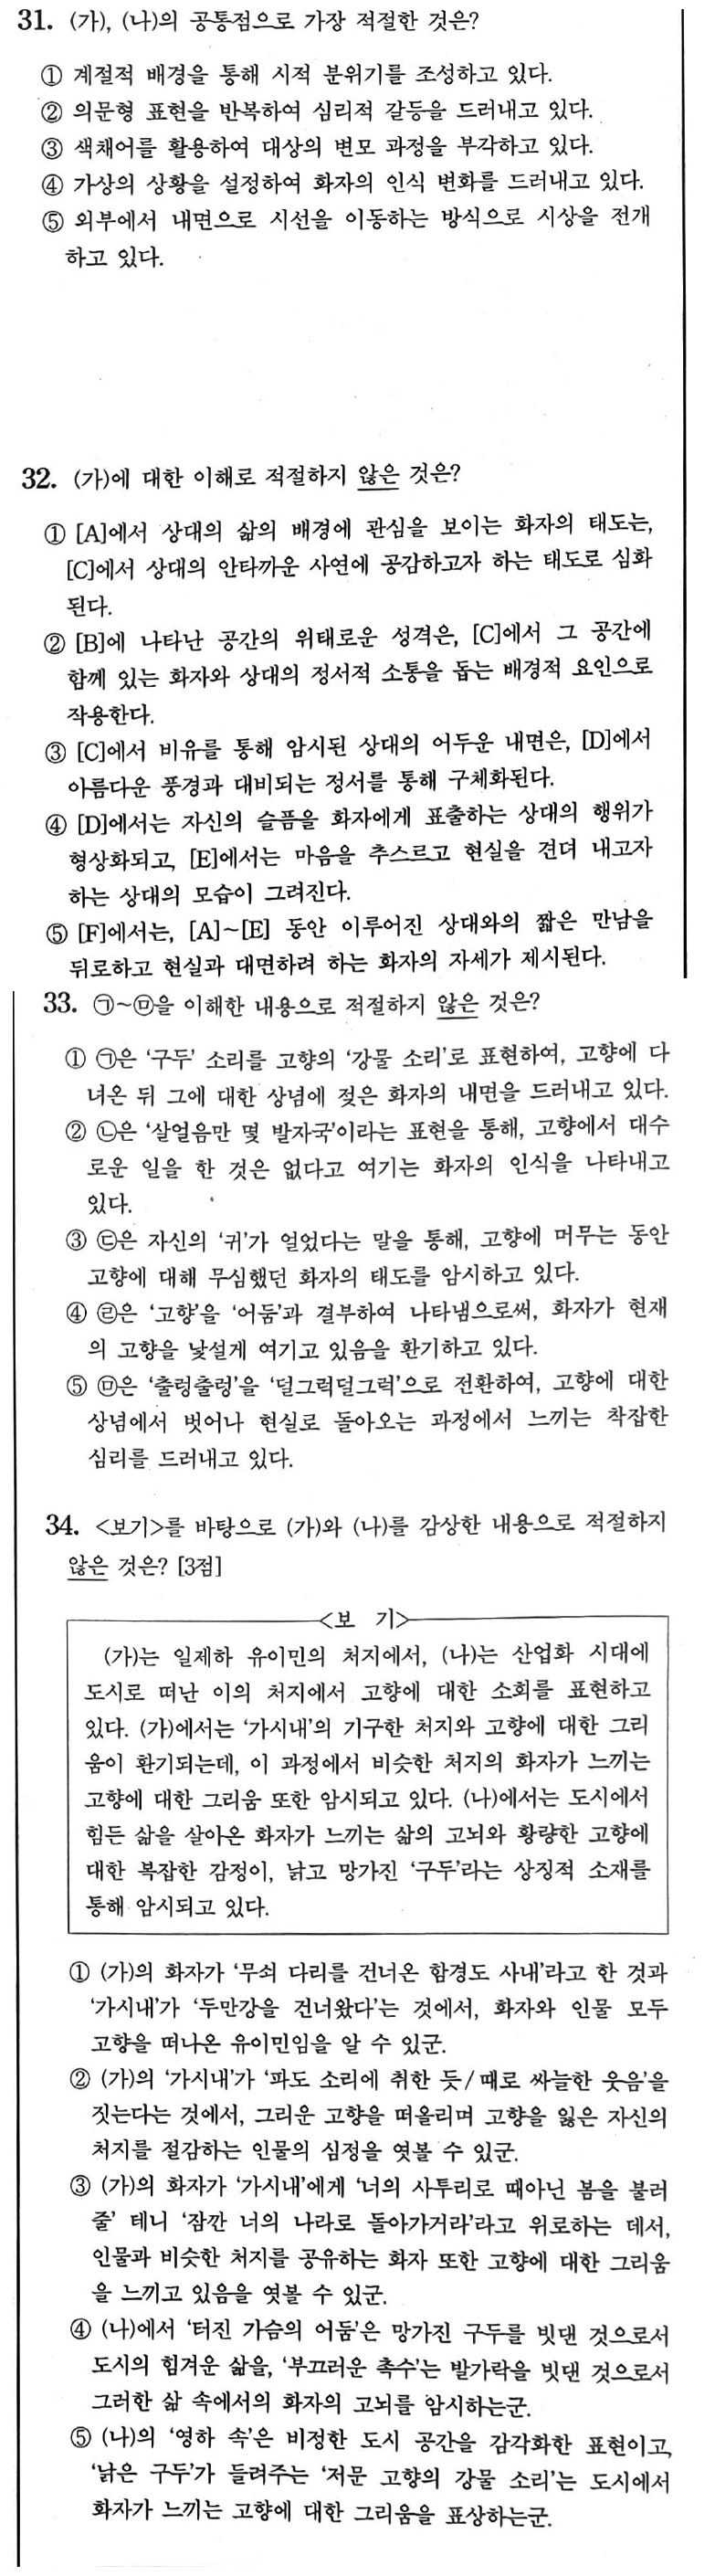 31. (가), (나)의 공통점으로 가장 적절한 것은?
① 계절적 배경을 통해 시적 분위기를 조성하고 있다.
② 의문형 표현을 반복하여 심리적 갈등을 드러내고 있다.
③ 색채어를 활용하여 대상의 변모 과정을 부각하고 있다.
④ 가상의 상황을 설정하여 화자의 인식 변화를 드러내고 있다.
⑤ 외부에서 내면으로 시선을 이동하는 방식으로 시상을 전개
하고 있다.
32. (가)에 대한 이해로 적절하지 않은 것은?
① [A]에서 상대의 삶의 배경에 관심을 보이는 화자의 태도는,
[C]에서 상대의 안타까운 사연에 공감하고자 하는 태도로 심화
된다.
② [B]에 나타난 공간의 위태로운 성격은, [C]에서 그 공간에
함께 있는 화자와 상대의 정서적 소통을 돕는 배경적 요인으로
작용한다.
③ [C]에서 비유를 통해 암시된 상대의 어두운 내면은, [D]에서
아름다운 풍경과 대비되는 정서를 통해 구체화된다.
④ [D]에서는 자신의 슬픔을 화자에게 표출하는 상대의 행위가
형상화되고, [E]에서는 마음을 추스르고 현실을 견뎌 내고자
하는 상대의 모습이 그려진다.
⑤ [F]에서는, [A]~[E] 동안 이루어진 상대와의 짧은 만남을
뒤로하고 현실과 대면하려 하는 화자의 자세가 제시된다.
33. ㉠~㉤을 이해한 내용으로 적절하지 않은 것은?
① ㉠은 '구두' 소리를 고향의 '강물 소리'로 표현하여, 고향에 다
녀온 뒤 그에 대한 상념에 젖은 화자의 내면을 드러내고 있다.
② ㉡은 '살얼음만 몇 발자국'이라는 표현을 통해, 고향에서 대수
로운 일을 한 것은 없다고 여기는 화자의 인식을 나타내고
있다.
③ ㉢은 자신의 '귀'가 얼었다는 말을 통해, 고향에 머무는 동안
고향에 대해 무심했던 화자의 태도를 암시하고 있다.
④ ㉣은 '고향'을 '어둠'과 결부하여 나타냄으로써, 화자가 현재
의 고향을 낯설게 여기고 있음을 환기하고 있다.
⑤ ㉤은 '출렁출렁'을 '덜그럭덜그럭'으로 전환하여, 고향에 대한
상념에서 벗어나 현실로 돌아오는 과정에서 느끼는 착잡한
심리를 드러내고 있다.
34. <보기>를 바탕으로 (가)와 (나)를 감상한 내용으로 적절하지
않은 것은? [3점]
<보 기>
(가)는 일제하 유이민의 처지에서, (나)는 산업화 시대에
도시로 떠난 이의 처지에서 고향에 대한 소회를 표현하고
있다. (가)에서는 '가시내'의 기구한 처지와 고향에 대한 그리
움이 환기되는데, 이 과정에서 비슷한 처지의 화자가 느끼는
고향에 대한 그리움 또한 암시되고 있다. (나)에서는 도시에서
힘든 삶을 살아온 화자가 느끼는 삶의 고뇌와 황량한 고향에
대한 복잡한 감정이, 낡고 망가진 '구두'라는 상징적 소재를
통해 암시되고 있다.
① (가)의 화자가 '무쇠 다리를 건너온 함경도 사내'라고 한 것과
'가시내'가 '두만강을 건너왔다'는 것에서, 화자와 인물 모두
고향을 떠나온 유이민임을 알 수 있군.
② (가)의 '가시내'가 '파도 소리에 취한 듯/때로 싸늘한 웃음'을
짓는다는 것에서, 그리운 고향을 떠올리며 고향을 잃은 자신의
처지를 절감하는 인물의 심정을 엿볼 수 있군.
③ (가)의 화자가 '가시내'에게 '너의 사투리로 때아닌 봄을 불러
줄' 테니 '잠깐 너의 나라로 돌아가거라'라고 위로하는 데서,
인물과 비슷한 처지를 공유하는 화자 또한 고향에 대한 그리움
을 느끼고 있음을 엿볼 수 있군.
④ (나)에서 '터진 가슴의 어둠'은 망가진 구두를 빗댄 것으로서
도시의 힘겨운 삶을, '부끄러운 촉수'는 발가락을 빗댄 것으로서
그러한 삶 속에서의 화자의 고뇌를 암시하는군.
⑤ (나)의 '영하 속'은 비정한 도시 공간을 감각화한 표현이고,
'낡은 구두'가 들려주는 '저문 고향의 강물 소리'는 도시에서
화자가 느끼는 고향에 대한 그리움을 표상하는군.